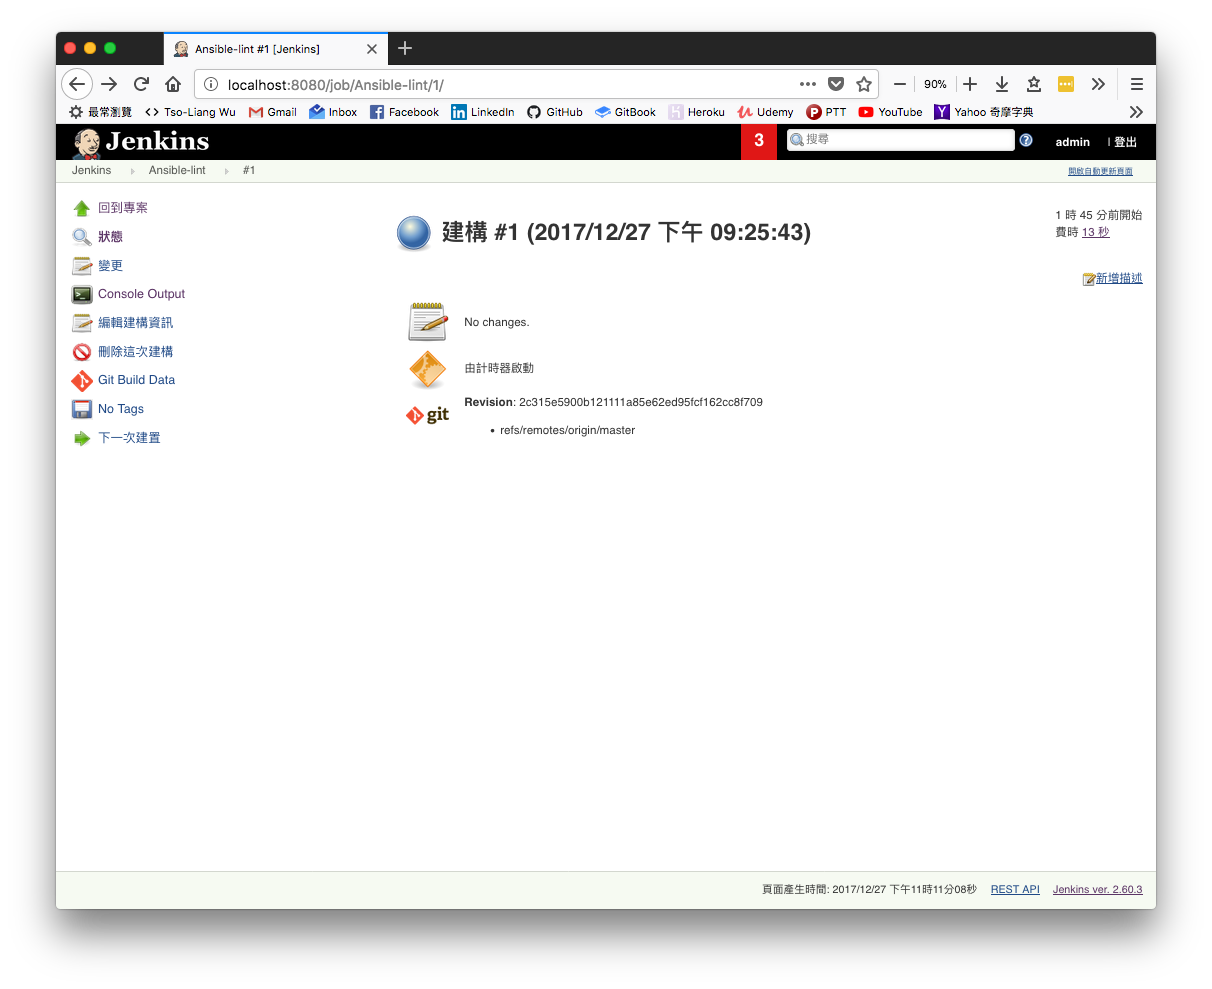 Ansible-lint #1 [Jenkins]
localhost:8080/job/Ansible-lint/1/
90%
最常瀏覽 Tso-Liang Wu Gmail Inbox Facebook LinkedIn GitHub GitBook Heroku Udemy PTT YouTube Yahoo 奇摩字典
Jenkins 3 搜尋 admin | 登出
Jenkins Ansible-lint #1 開啟自動更新頁面
回到專案
狀態
變更
Console Output
編輯建構資訊
刪除這次建構
Git Build Data
No Tags
下一次建置
建構 #1 (2017/12/27 下午 09:25:43)
1 時 45 分前開始
費時 13 秒
新增描述
No changes.
由計時器啟動
git
Revision: 2c315e5900b121111a85e62ed95fcf162cc8f709
• refs/remotes/origin/master
頁面產生時間: 2017/12/27 下午11時11分08秒 REST API Jenkins ver. 2.60.3